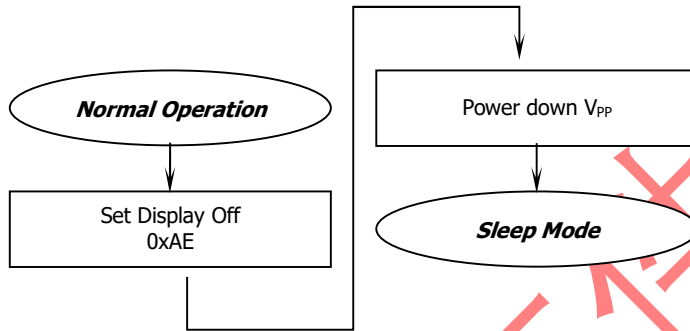 Normal Operation
Set Display Off
0xAE
Power down VPP
Sleep Mode